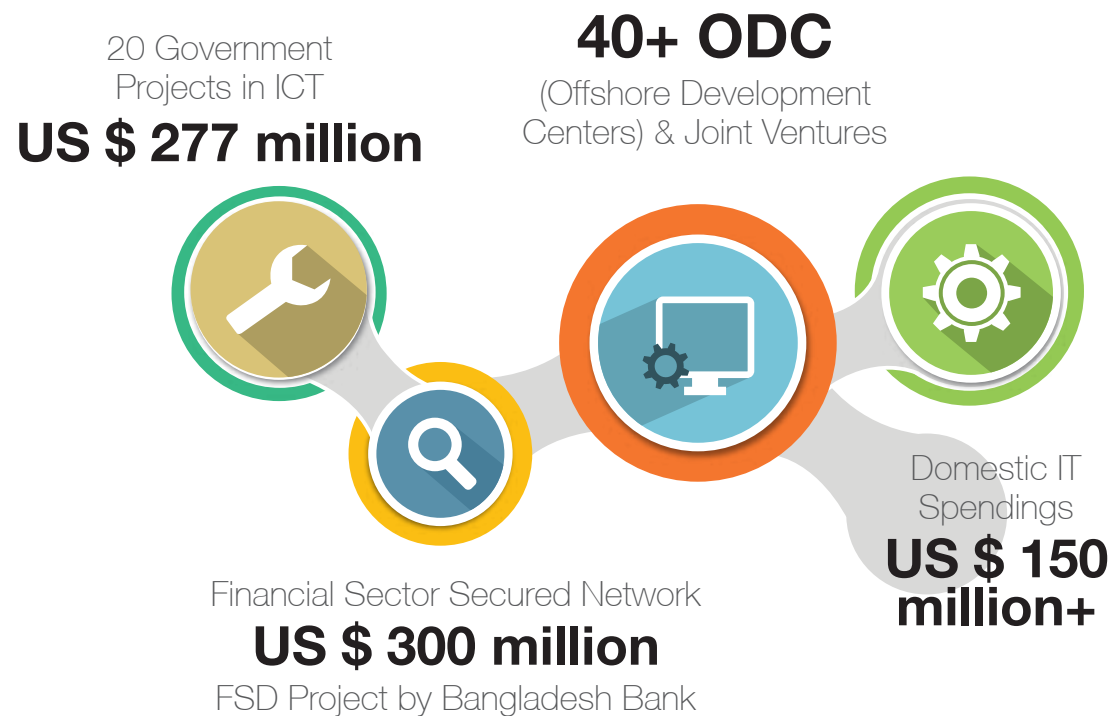 20 Government
Projects in ICT
US $ 277 million
40+ ODC
(Offshore Development
Centers) & Joint Ventures
Financial Sector Secured Network
US $ 300 million
FSD Project by Bangladesh Bank
Domestic IT
Spendings
US $ 150
million+